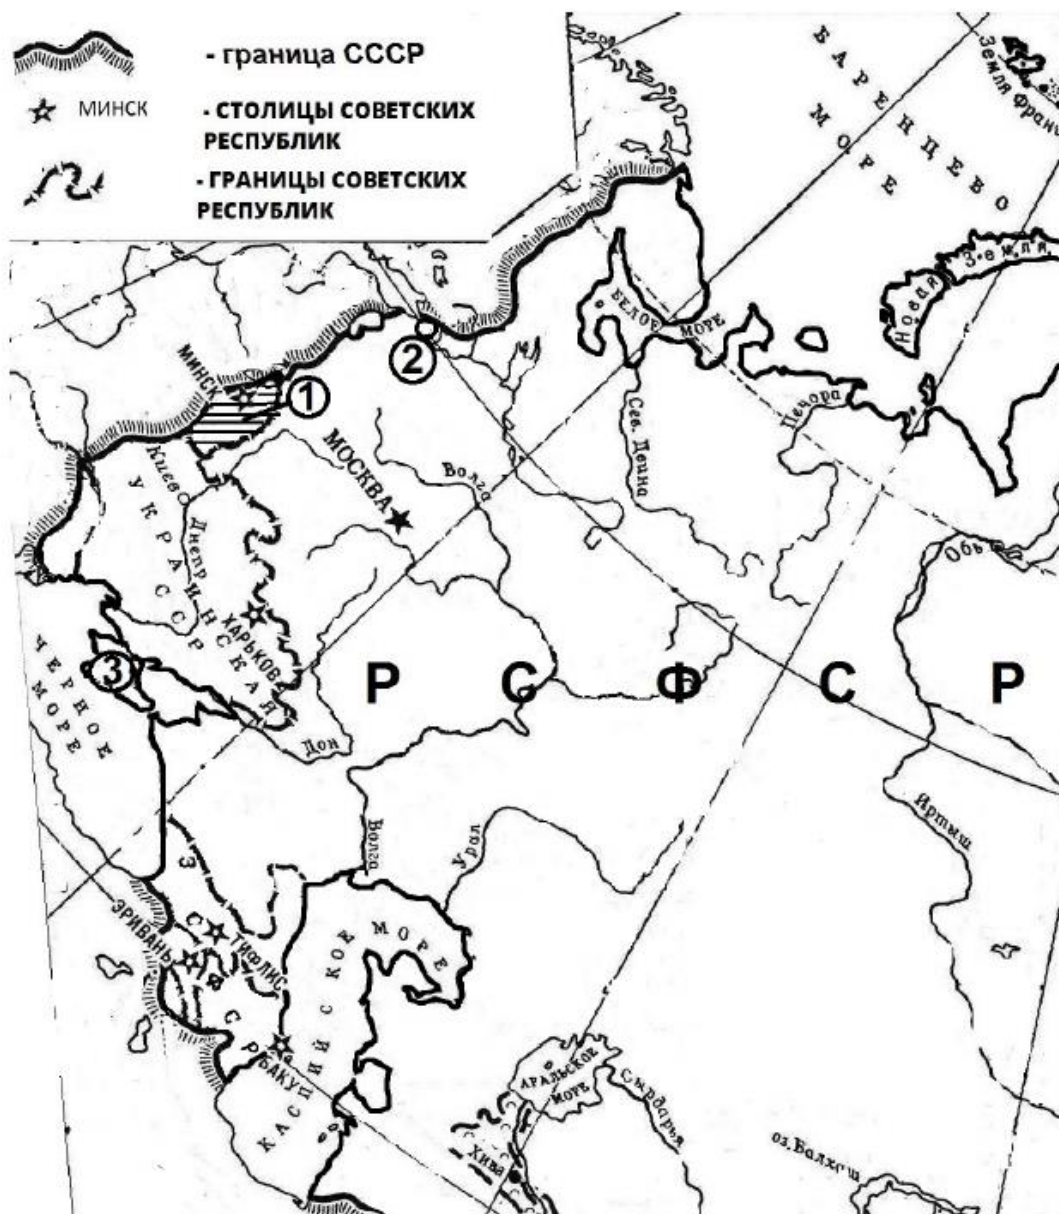 - граница СССР
МИНСК
- СТОЛИЦЫ СОВЕТСКИХ
РЕСПУБЛИК
- ГРАНИЦЫ СОВЕТСКИХ
РЕСПУБЛИК
БАРЕНЦЕВО
МОРЕ
Земля Фран
Новая
Земля
БЕЛОЕ МОРЕ
2
МИНСК
1
Печора
Сев. Двина
МОСКВА
Волга
Киев
Днепр
УКРАИНСКАЯ
ССР
ХАРЬКОВ
Обь
3
ЧЕРНОЕ
МОРЕ
Р С Ф С Р
Дон
Волга
Урал
Иртыш
З С Ф С Р
ЭРИВАНЬ
ТИФЛИС
БАКУ
КАСПИЙСКОЕ МОРЕ
АРАЛЬСКОЕ
МОРЕ
Сырдарья
Хива
оз. Балхаш